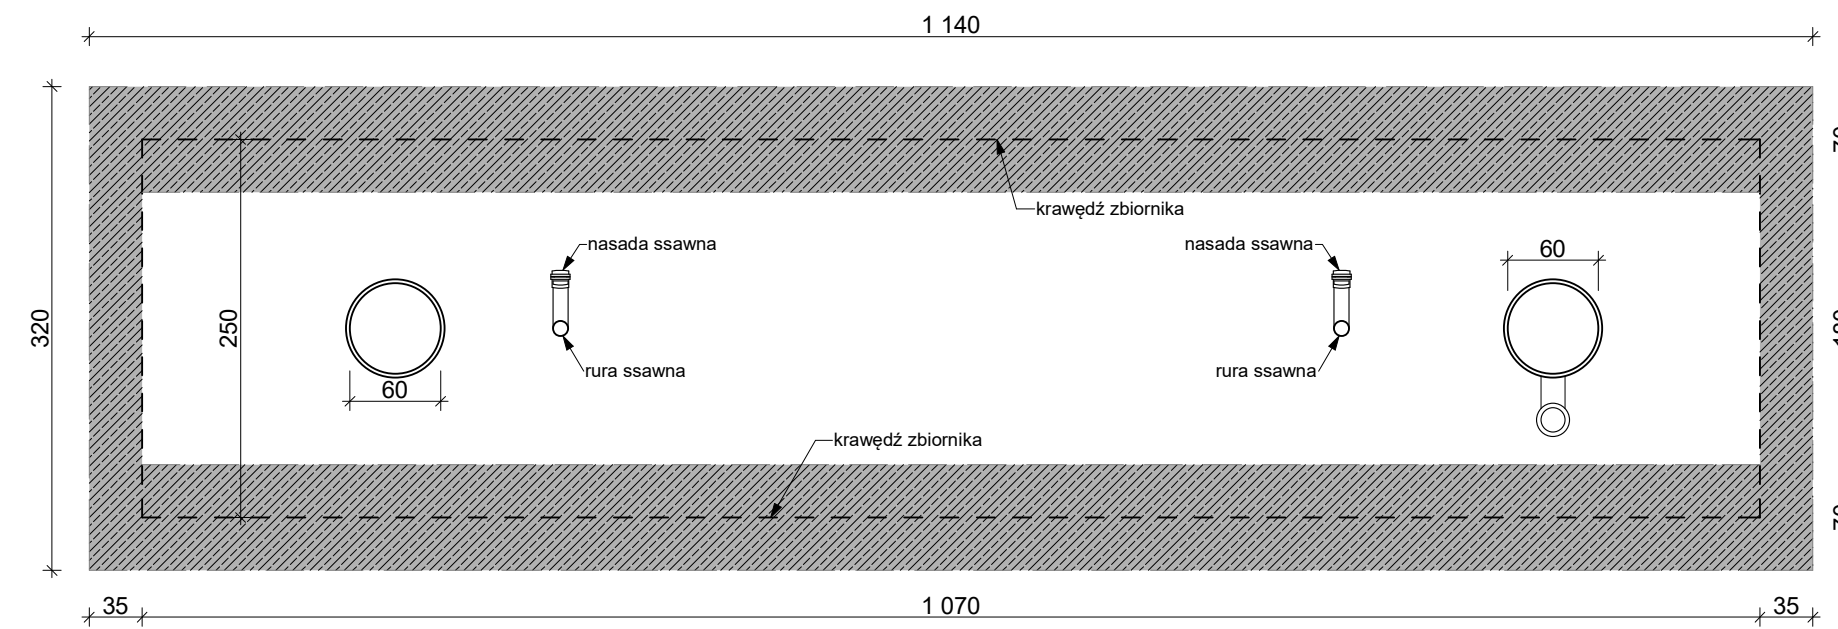 1 140
krawędź zbiornika
nasada ssawna
nasada ssawna
60
320
250
60
rura ssawna
rura ssawna
krawędź zbiornika
35
1 070
35